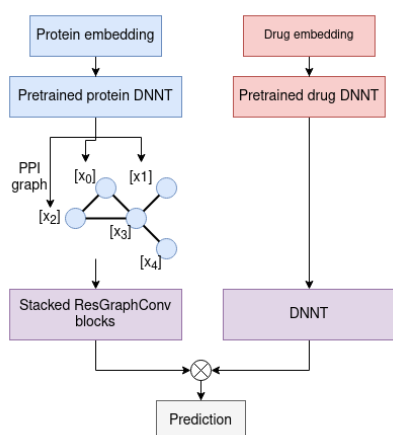 Protein embedding
Drug embedding
Pretrained protein DNNT
Pretrained drug DNNT
PPI
graph
[x0]
[x1]
[x2]
[x3]
[x4]
Stacked ResGraphConv
blocks
DNNT
Prediction